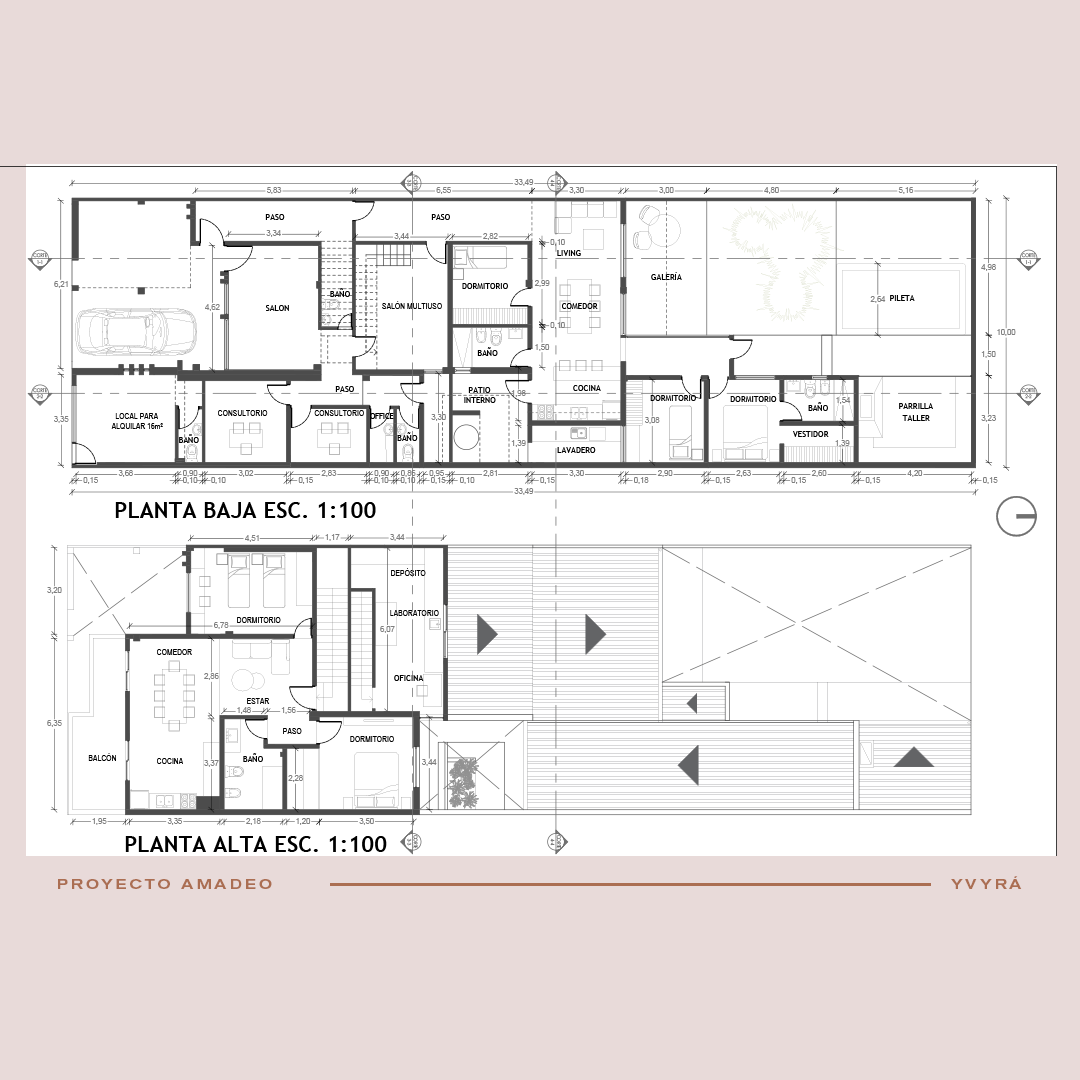 33,49
5,83
6,55
3,30
3,00
4,80
5,16
PASO
3,34
PASO
3,44
2,82
0,10
LIVING
6,21
4,62
BAÑO
SALON
SALÓN MULTIUSO
DORMITORIO
2,99
COMEDOR
GALERÍA
2,64
PILETA
4,98
10,00
0,10
BAÑO
1,50
1,50
COCINA
PASO
PATIO
INTERNO
1,98
3,35
LOCAL PARA
ALQUILAR 16m²
CONSULTORIO
CONSULTORIO
OFFICE
3,30
DORMITORIO
3,08
DORMITORIO
BAÑO
1,54
PARRILLA
TALLER
3,23
BAÑO
BAÑO
1,39
LAVADERO
VESTIDOR
1,39
3,68
0,90
3,02
2,83
0,90
0,86
0,95
2,81
3,30
2,90
2,63
2,60
4,20
0,15
0,10
0,10
0,15
0,10
0,10
0,15
0,10
0,15
0,18
0,15
0,15
0,15
0,15
33,49
PLANTA BAJA ESC. 1:100
4,51
1,17
3,44
3,20
DEPÓSITO
LABORATORIO
DORMITORIO
6,78
6,07
COMEDOR
2,86
OFICINA
ESTAR
1,48
1,56
6,35
PASO
DORMITORIO
BALCÓN
COCINA
3,37
BAÑO
2,28
3,44
1,95
3,35
2,18
1,20
3,50
PLANTA ALTA ESC. 1:100
PROYECTO AMADEO
YVYRÁ